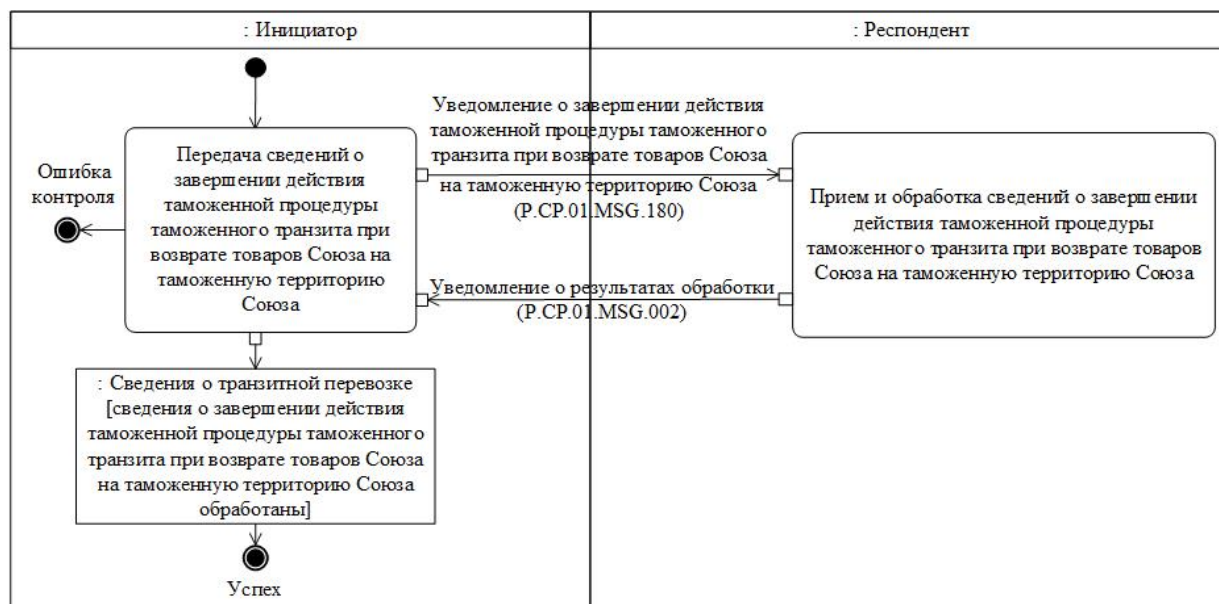 : Инициатор
: Респондент
Уведомление о завершении действия
таможенной процедуры таможенного
транзита при возврате товаров Союза
на таможенную территорию Союза
(P.CP.01.MSG.180)
Передача сведений о
завершении действия
таможенной процедуры
таможенного транзита при
возврате товаров Союза на
таможенную территорию
Союза
Ошибка
контроля
Прием и обработка сведений о завершении
действия таможенной процедуры
таможенного транзита при возврате товаров
Союза на таможенную территорию Союза
Уведомление о результатах обработки
(P.CP.01.MSG.002)
: Сведения о транзитной перевозке
[сведения о завершении действия
таможенной процедуры таможенного
транзита при возврате товаров Союза
на таможенную территорию Союза
обработаны]
Успех